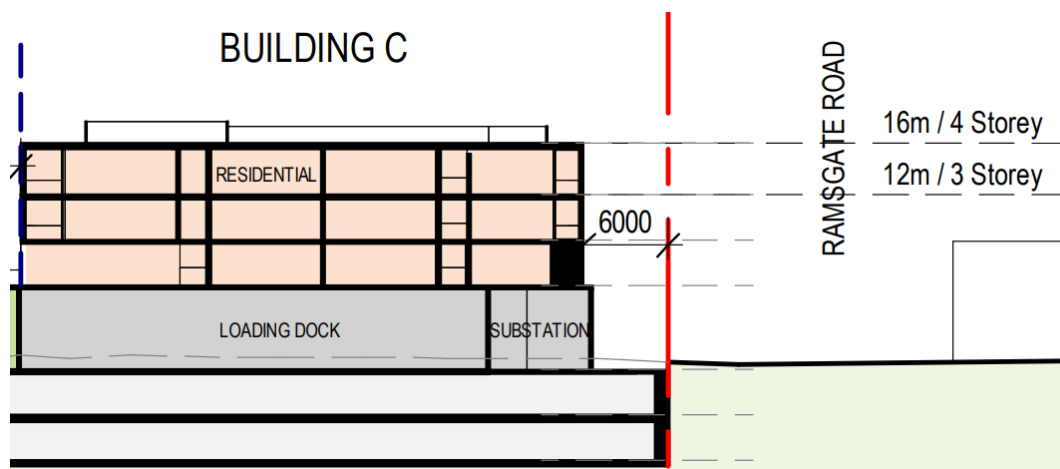 BUILDING C
RAMSGATE ROAD
16m / 4 Storey
RESIDENTIAL
12m / 3 Storey
6000
LOADING DOCK
SUBSTATION